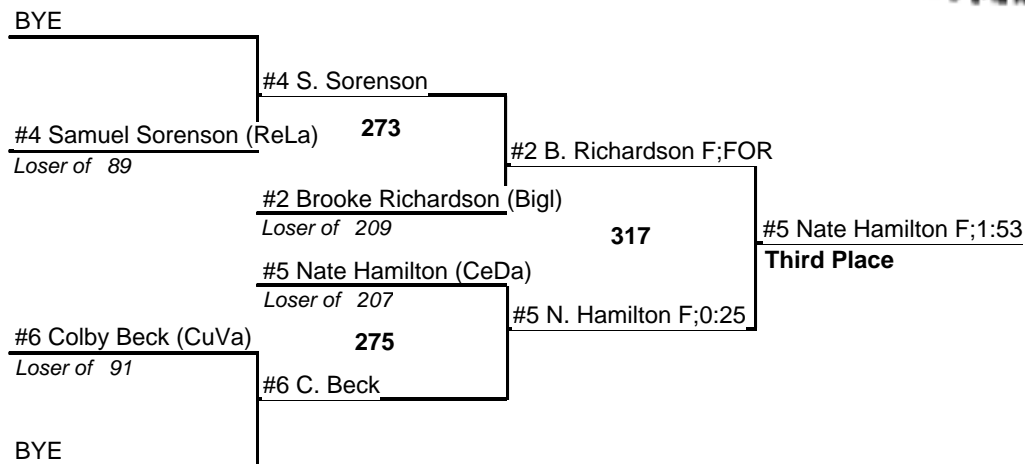 BYE
#4 S. Sorenson
#4 Samuel Sorenson (ReLa)
273
Loser of 89
#2 B. Richardson F;FOR
#2 Brooke Richardson (Bigl)
Loser of 209
317
#5 Nate Hamilton F;1:53
Third Place
#5 Nate Hamilton (CeDa)
Loser of 207
#5 N. Hamilton F;0:25
#6 Colby Beck (CuVa)
275
Loser of 91
#6 C. Beck
BYE